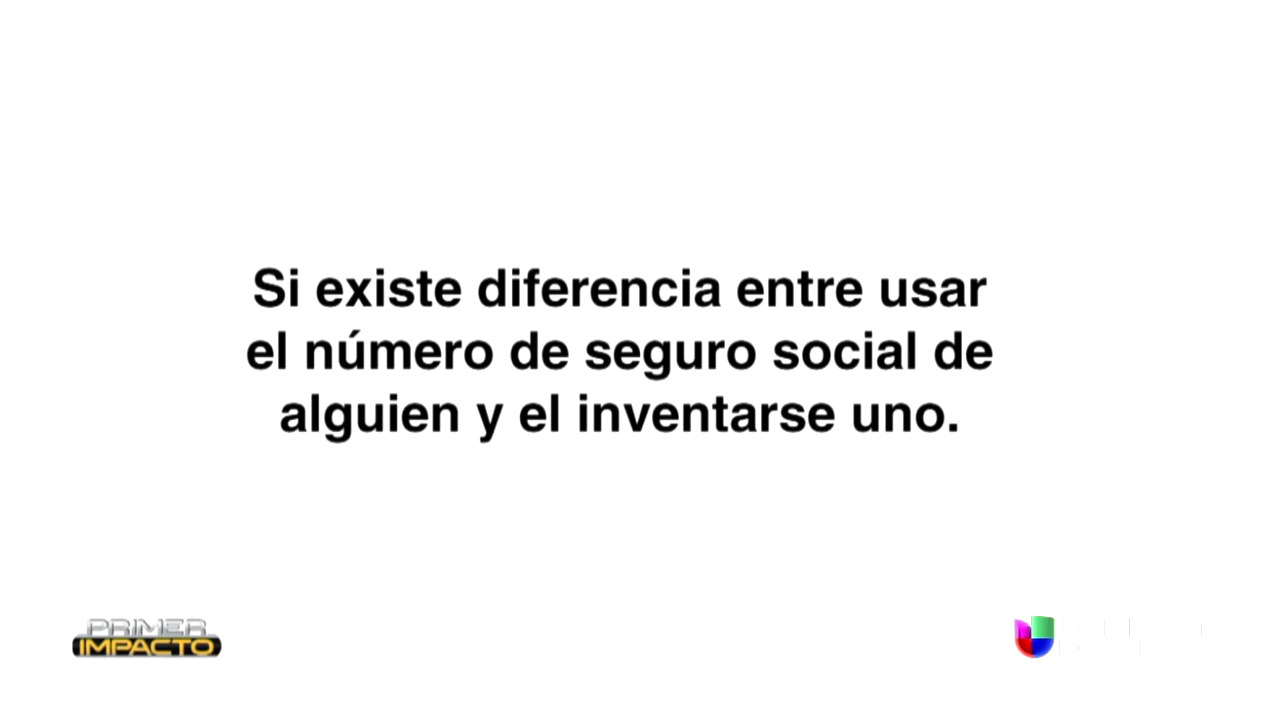 Si existe diferencia entre usar
el número de seguro social de
alguien y el inventarse uno.
PRIMER
IMPACTO